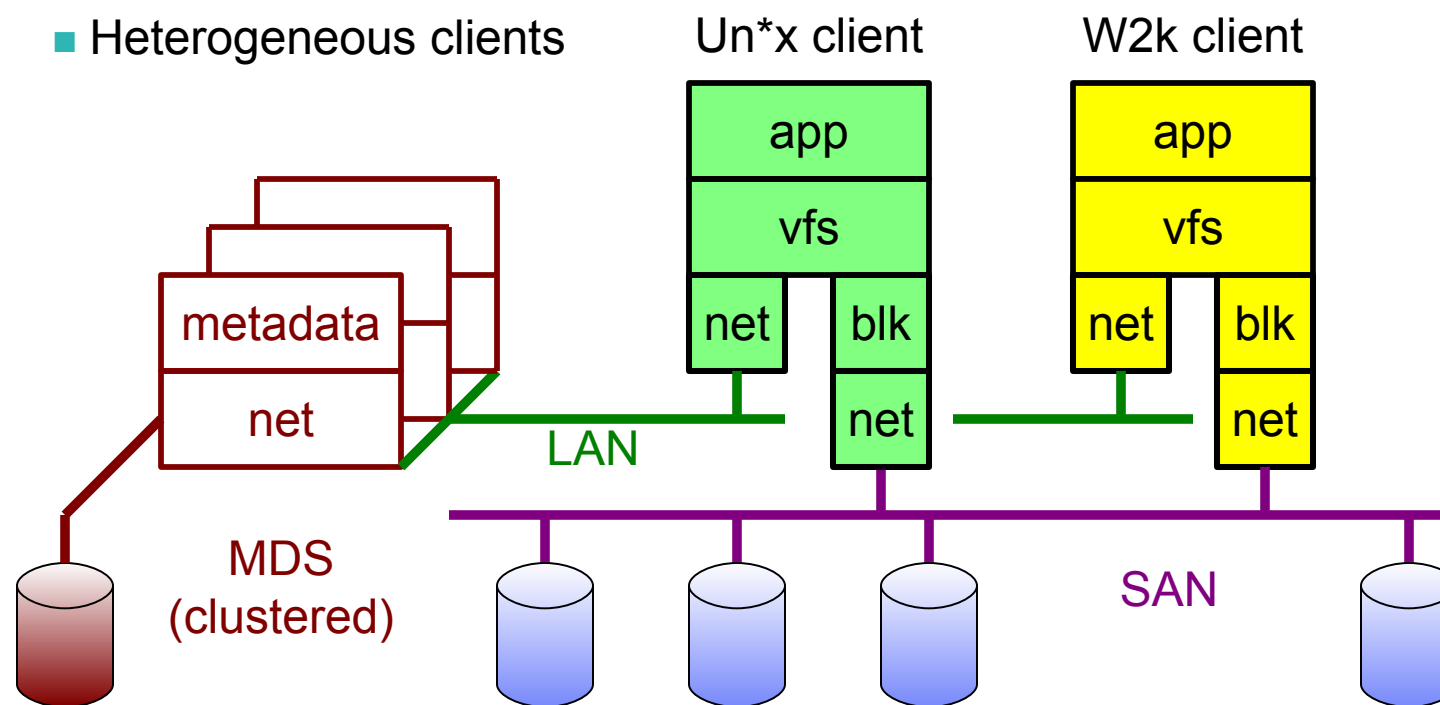 Heterogeneous clients
Un*x client
W2k client
app
app
vfs
vfs
metadata
net
blk
net
blk
net
net
net
LAN
MDS
(clustered)
SAN